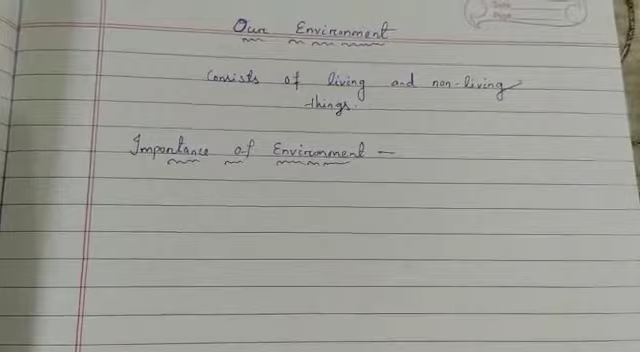 Our Environment
Consists of living and non-living
things.
Importance of Environment —